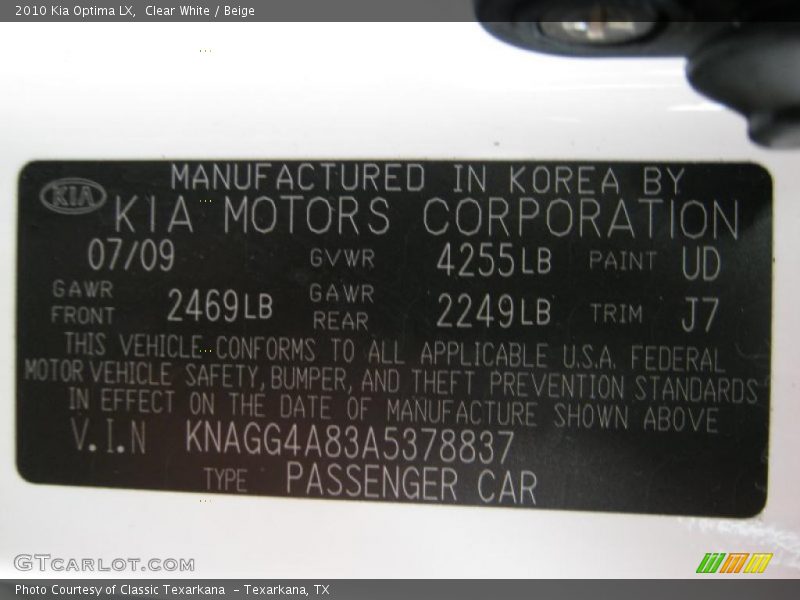 2010 Kia Optima LX,  Clear White / Beige
KIA
MANUFACTURED IN KOREA BY
KIA MOTORS CORPORATION
07/09 GVWR 4255LB PAINT UD
GAWR FRONT 2469LB GAWR REAR 2249LB TRIM J7
THIS VEHICLE CONFORMS TO ALL APPLICABLE U.S.A. FEDERAL
MOTOR VEHICLE SAFETY, BUMPER, AND THEFT PREVENTION STANDARDS
IN EFFECT ON THE DATE OF MANUFACTURE SHOWN ABOVE
V.I.N KNAGG4A83A5378837
TYPE PASSENGER CAR
GTCARLOT.COM
Photo Courtesy of Classic Texarkana  - Texarkana, TX